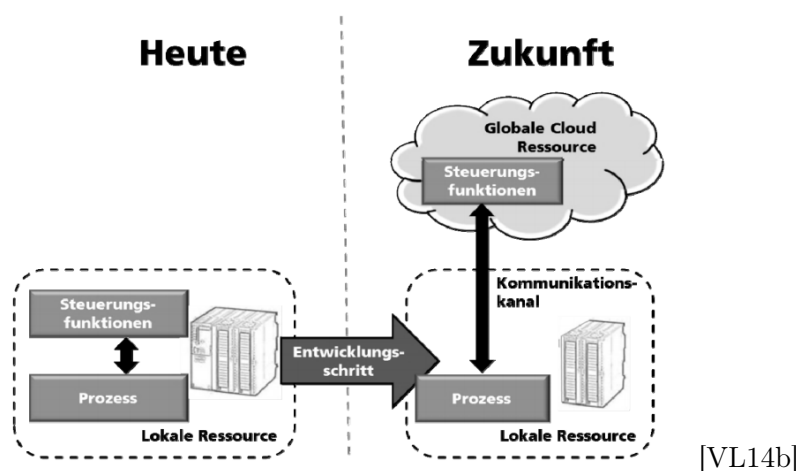 Heute
Zukunft
Globale Cloud
Ressource
Steuerungs-
funktionen
Kommunikations-
kanal
Steuerungs-
funktionen
Entwicklungs-
schritt
Prozess
Prozess
Lokale Ressource
Lokale Ressource
[VL14b]